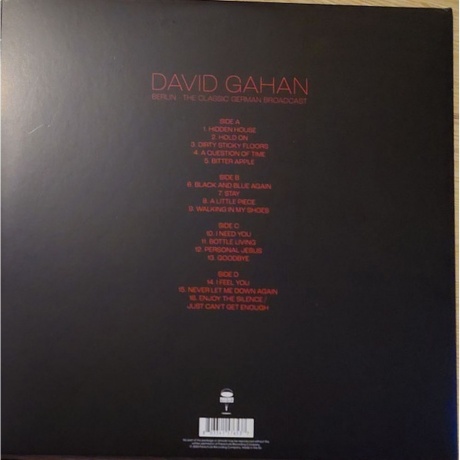 DAVID GAHAN
BERLIN THE CLASSIC GERMAN BROADCAST
SIDE A
1. HIDDEN HOUSE
2. HOLD ON
3. DIRTY STICKY FLOORS
4. A QUESTION OF TIME
5. BITTER APPLE
SIDE B
6. BLACK AND BLUE AGAIN
7. STAY
8. A LITTLE PIECE
9. WALKING IN MY SHOES
SIDE C
10. I NEED YOU
11. BOTTLE LIVING
12. PERSONAL JESUS
13. GOODBYE
SIDE D
14. I FEEL YOU
15. NEVER LET ME DOWN AGAIN
16. ENJOY THE SILENCE /
JUST CAN'T GET ENOUGH